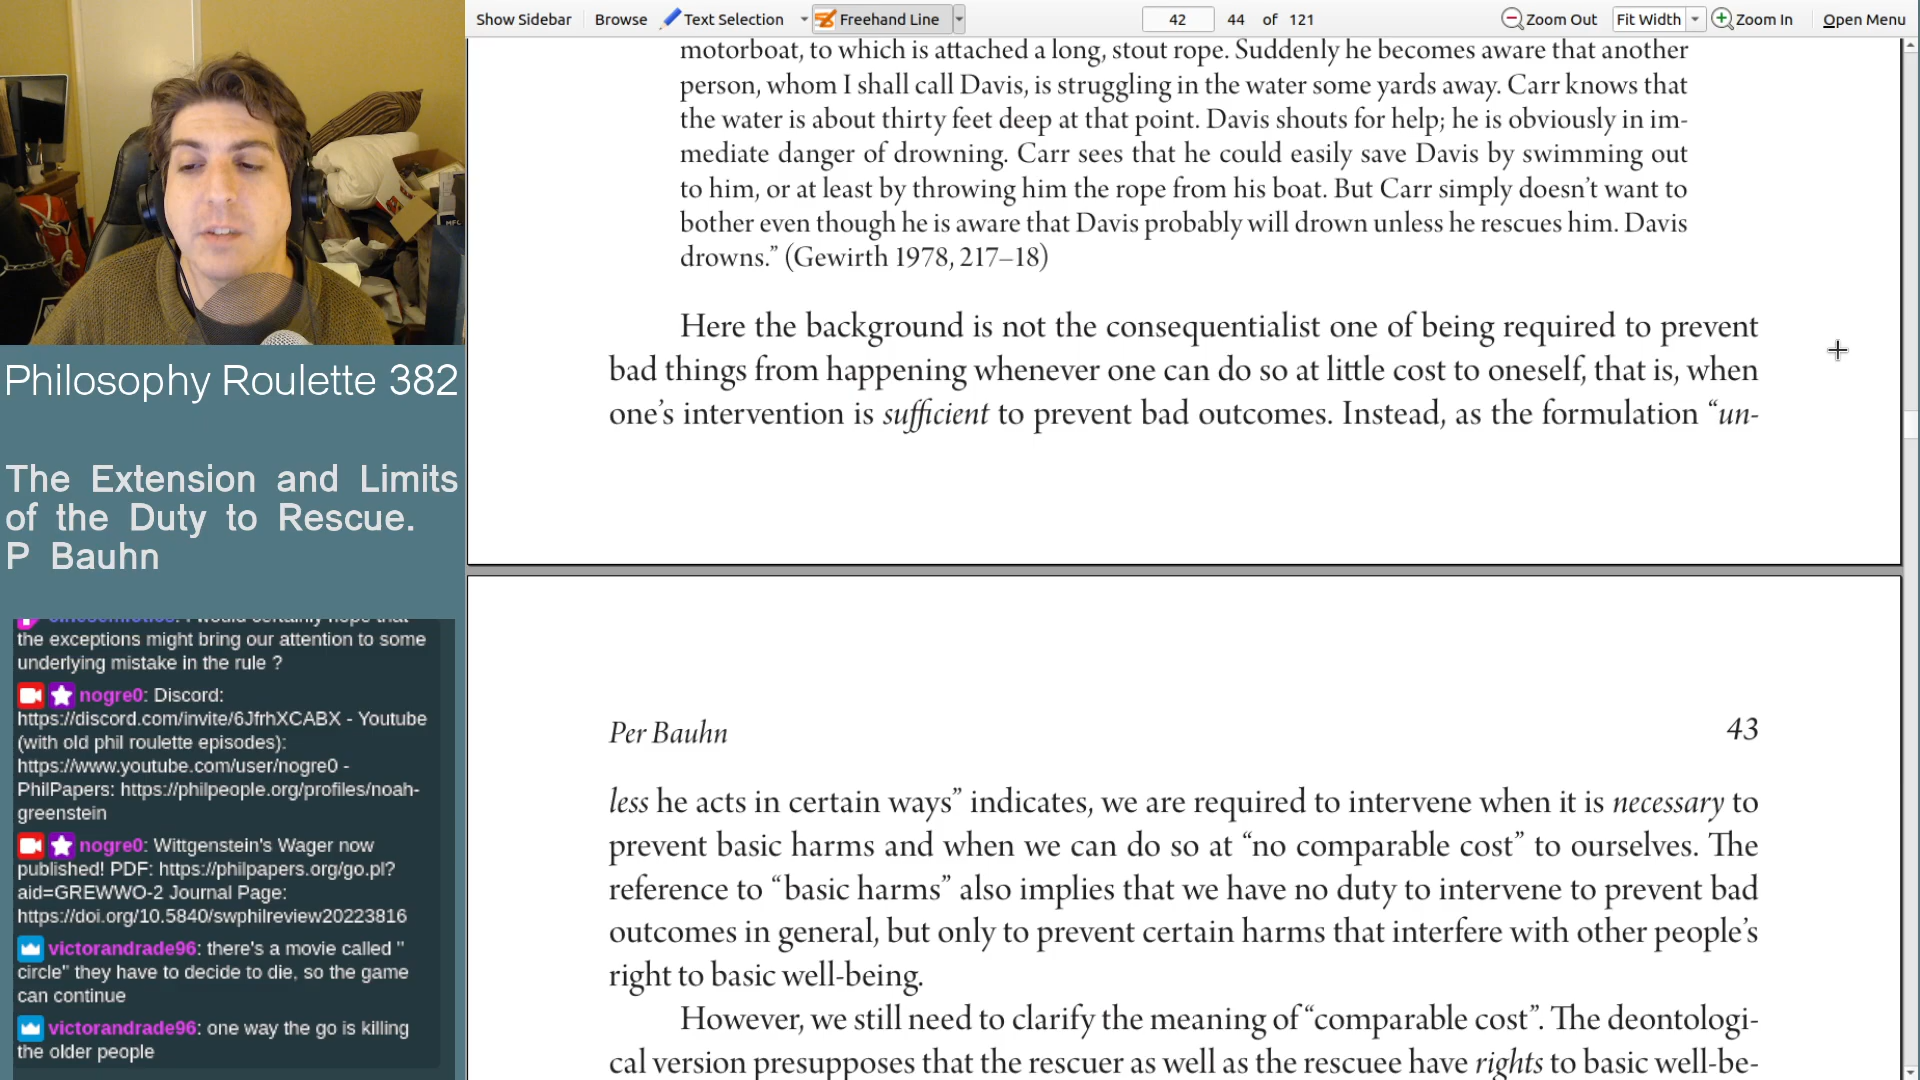 Show Sidebar Browse Text Selection Freehand Line 42 44 of 121 Zoom Out Fit Width Zoom In Open Menu
motorboat, to which is attached a long, stout rope. Suddenly he becomes aware that another
person, whom I shall call Davis, is struggling in the water some yards away. Carr knows that
the water is about thirty feet deep at that point. Davis shouts for help; he is obviously in im-
mediate danger of drowning. Carr sees that he could easily save Davis by swimming out
to him, or at least by throwing him the rope from his boat. But Carr simply doesn’t want to
bother even though he is aware that Davis probably will drown unless he rescues him. Davis
drowns.” (Gewirth 1978, 217–18)
Here the background is not the consequentialist one of being required to prevent
bad things from happening whenever one can do so at little cost to oneself, that is, when
one’s intervention is sufficient to prevent bad outcomes. Instead, as the formulation “un-
Per Bauhn 43
less he acts in certain ways” indicates, we are required to intervene when it is necessary to
prevent basic harms and when we can do so at “no comparable cost” to ourselves. The
reference to “basic harms” also implies that we have no duty to intervene to prevent bad
outcomes in general, but only to prevent certain harms that interfere with other people’s
right to basic well-being.
However, we still need to clarify the meaning of “comparable cost”. The deontologi-
cal version presupposes that the rescuer as well as the rescuee have rights to basic well-be-
Philosophy Roulette 382
The Extension and Limits
of the Duty to Rescue.
P Bauhn
I would certainly hope that
the exceptions might bring our attention to some
underlying mistake in the rule ?
nogre0: Discord:
https://discord.com/invite/6JfrhXCABX - Youtube
(with old phil roulette episodes):
https://www.youtube.com/user/nogre0 -
PhilPapers: https://philpeople.org/profiles/noah-
greenstein
nogre0: Wittgenstein's Wager now
published! PDF: https://philpapers.org/go.pl?
aid=GREWWO-2 Journal Page:
https://doi.org/10.5840/swphilreview20223816
victorandrade96: there's a movie called "
circle" they have to decide to die, so the game
can continue
victorandrade96: one way the go is killing
the older people